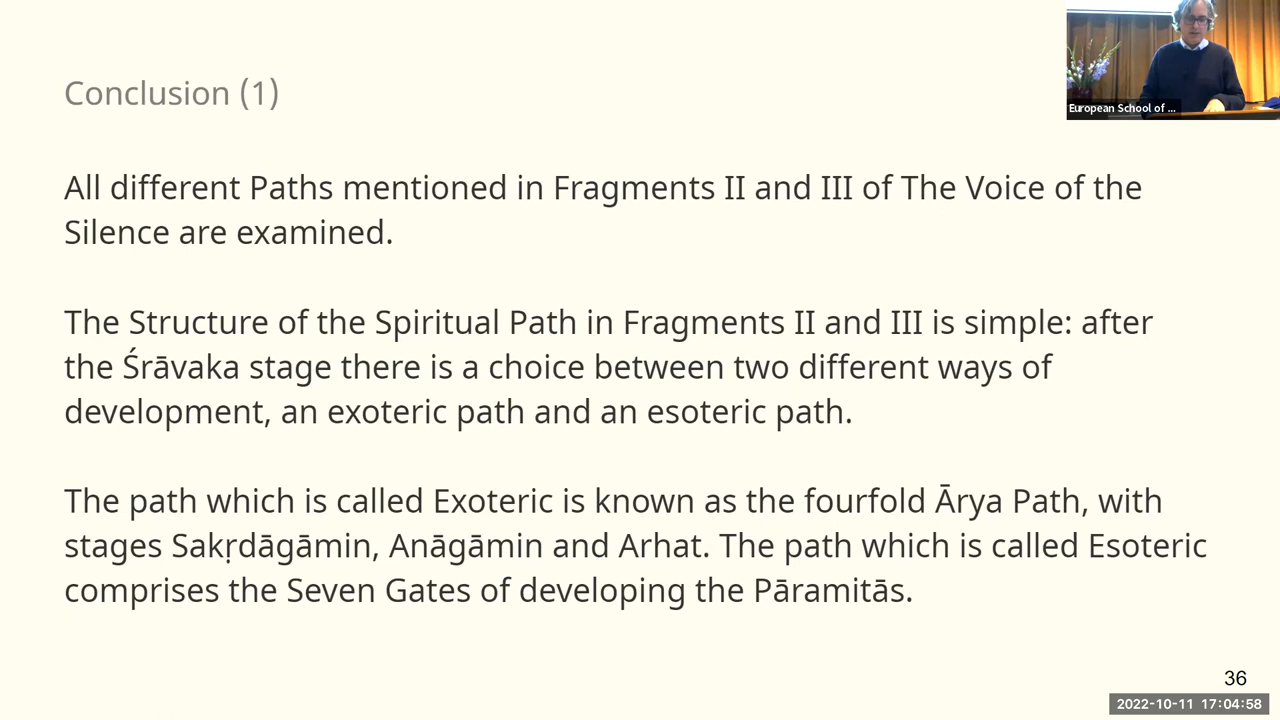 Conclusion (1)
European School of ...
All different Paths mentioned in Fragments II and III of The Voice of the
Silence are examined.
The Structure of the Spiritual Path in Fragments II and III is simple: after
the Śrāvaka stage there is a choice between two different ways of
development, an exoteric path and an esoteric path.
The path which is called Exoteric is known as the fourfold Ārya Path, with
stages Sakṛdāgāmin, Anāgāmin and Arhat. The path which is called Esoteric
comprises the Seven Gates of developing the Pāramitās.
36
2022-10-11 17:04:58